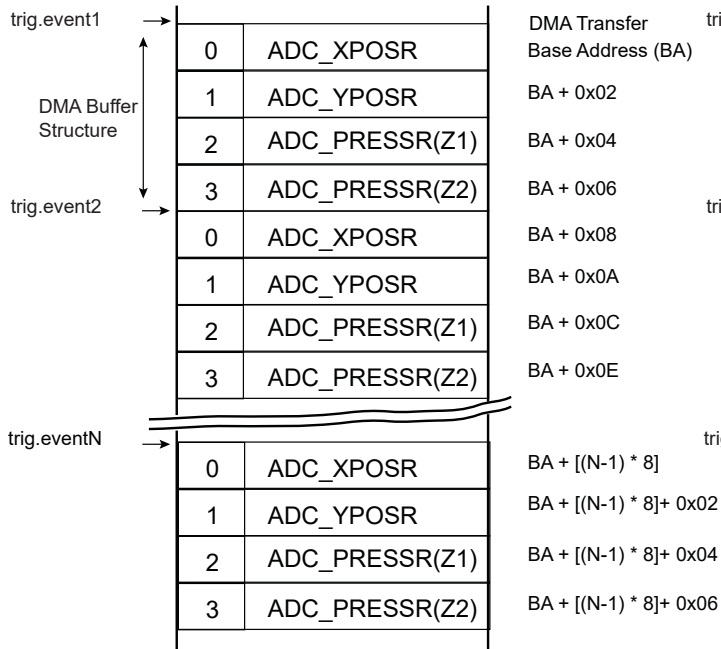 trig.event1
DMA Transfer
tri
0 ADC_XPOSR Base Address (BA)
DMA Buffer
Structure
1 ADC_YPOSR BA + 0x02
2 ADC_PRESSR(Z1) BA + 0x04
3 ADC_PRESSR(Z2) BA + 0x06
trig.event2
tri
0 ADC_XPOSR BA + 0x08
1 ADC_YPOSR BA + 0x0A
2 ADC_PRESSR(Z1) BA + 0x0C
3 ADC_PRESSR(Z2) BA + 0x0E
trig.eventN
trig
0 ADC_XPOSR BA + [(N-1) * 8]
1 ADC_YPOSR BA + [(N-1) * 8]+ 0x02
2 ADC_PRESSR(Z1) BA + [(N-1) * 8]+ 0x04
3 ADC_PRESSR(Z2) BA + [(N-1) * 8]+ 0x06